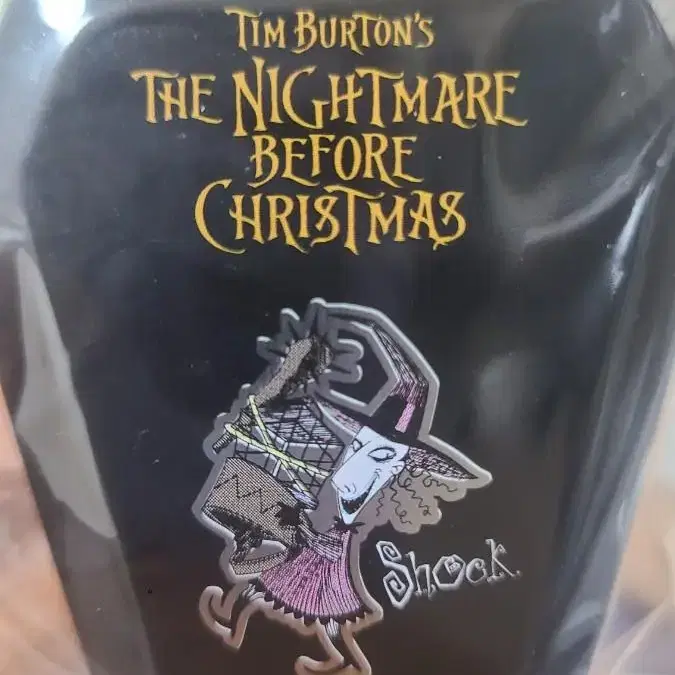 TIM BURTON'S
THE NIGHTMARE
BEFORE
CHRISTMAS
Shock.